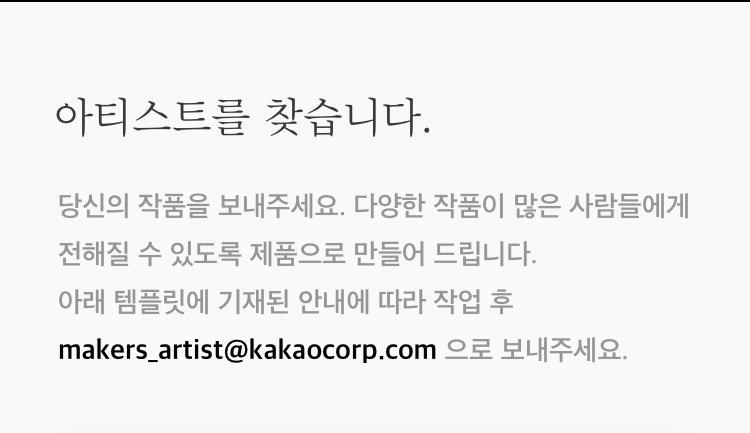 아티스트를 찾습니다.
당신의 작품을 보내주세요. 다양한 작품이 많은 사람들에게
전해질 수 있도록 제품으로 만들어 드립니다.
아래 템플릿에 기재된 안내에 따라 작업 후
makers_artist@kakaocorp.com 으로 보내주세요.